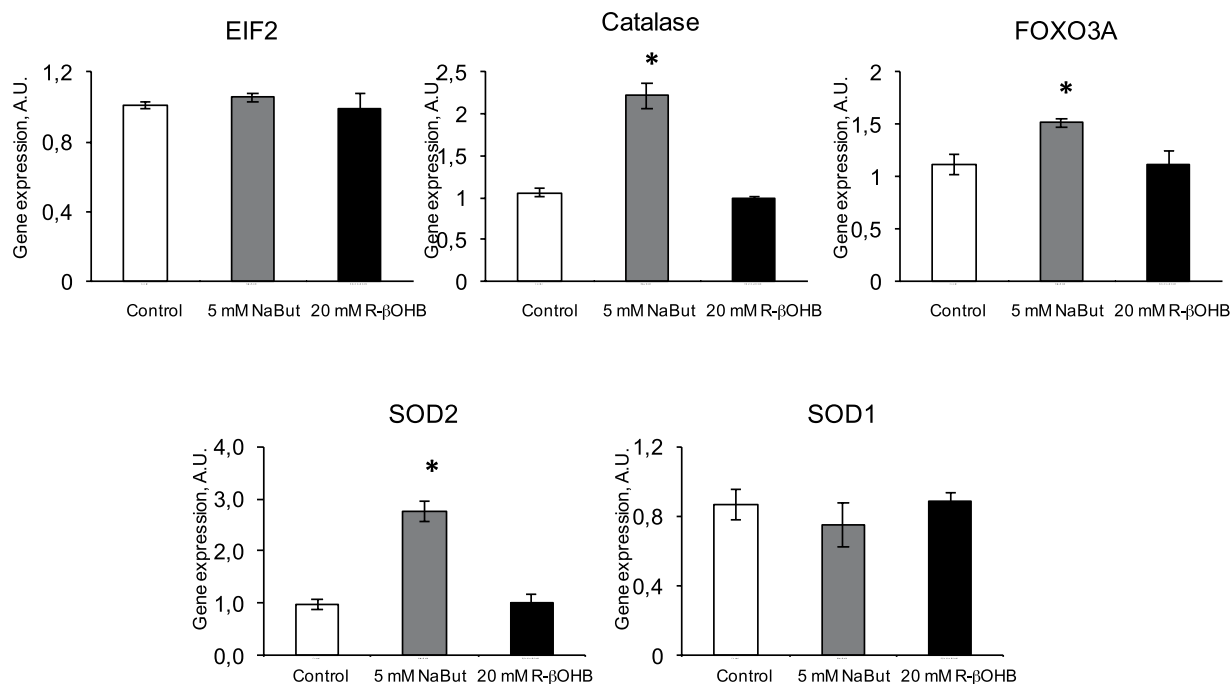 EIF2
Gene expression, A.U.
1,2
0,8
0,4
0
Control 5 mM NaBut 20 mM R-βOHB
Catalase
*
Gene expression, A.U.
2,5
2
1,5
1
0,5
0
Control 5 mM NaBut 20 mM R-βOHB
FOXO3A
*
Gene expression, A.U.
2
1,5
1
0,5
0
Control 5 mM NaBut 20 mM R-βOHB
SOD2
*
Gene expression, A.U.
4,0
3,0
2,0
1,0
0,0
Control 5 mM NaBut 20 mM R-βOHB
SOD1
Gene expression, A.U.
1,2
0,8
0,4
0
Control 5 mM NaBut 20 mM R-βOHB